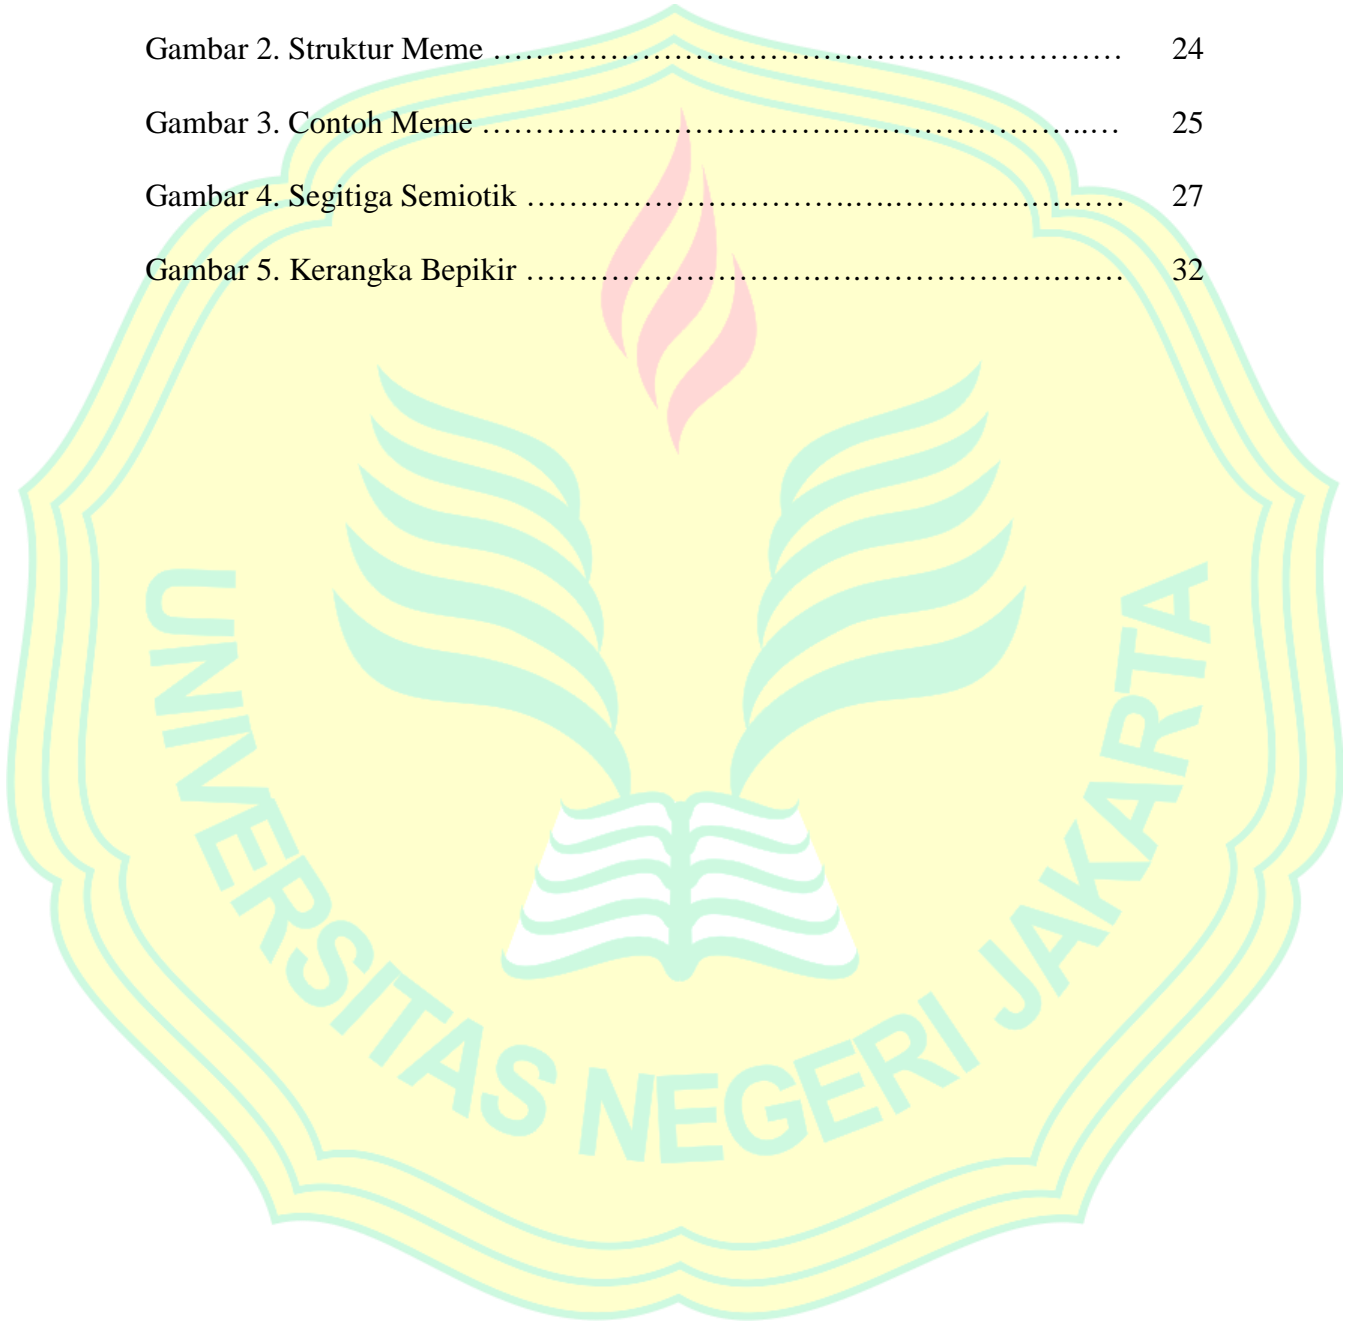 Gambar 2. Struktur Meme ……………………………………….….…..………… 24
Gambar 3. Contoh Meme ……………………………….…..………………..… 25
Gambar 4. Segitiga Semiotik …………………………….….………….……… 27
Gambar 5. Kerangka Bepikir ………………………….….……………….…… 32
UNIVERSITAS NEGERI JAKARTA